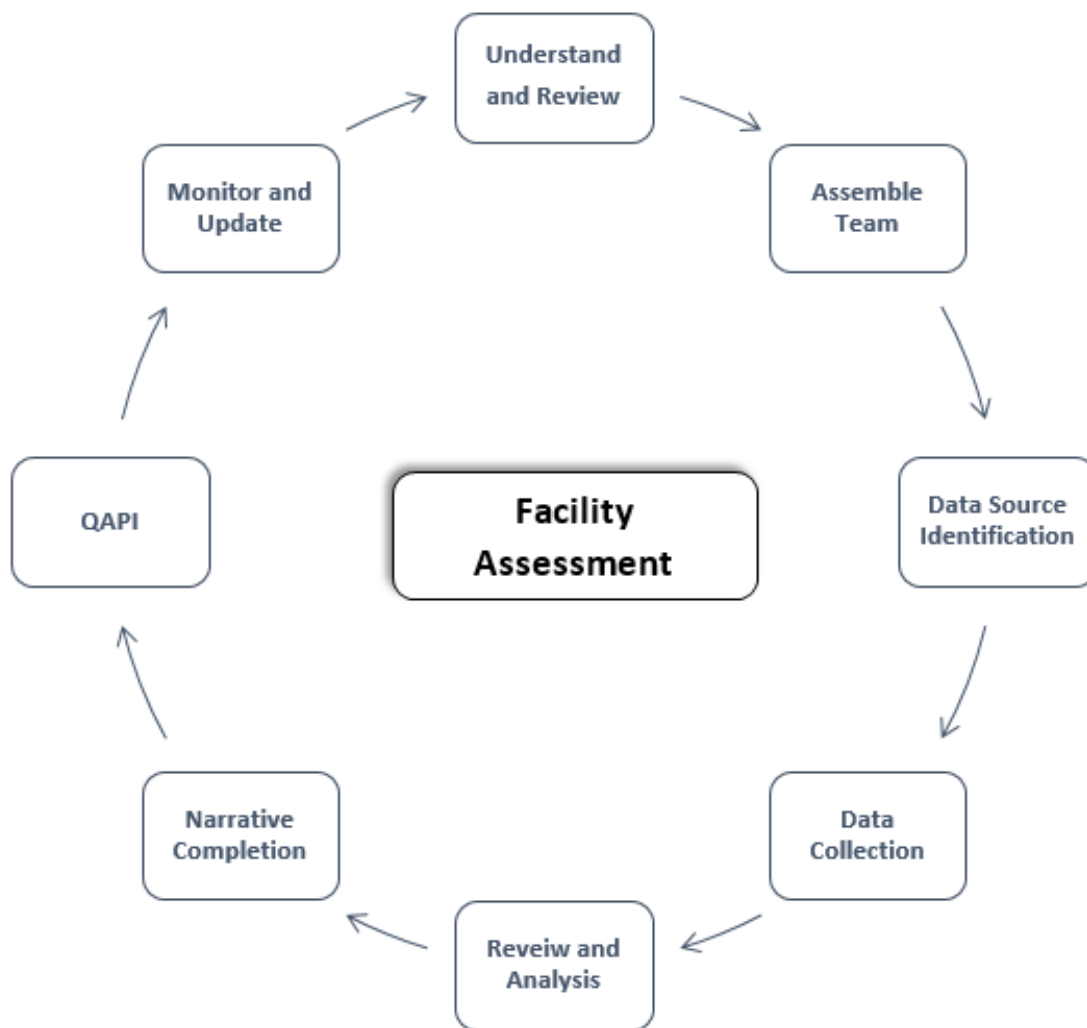 Understand
and Review
Assemble
Team
Data Source
Identification
Data
Collection
Reveiw and
Analysis
Narrative
Completion
QAPI
Monitor and
Update
Facility
Assessment